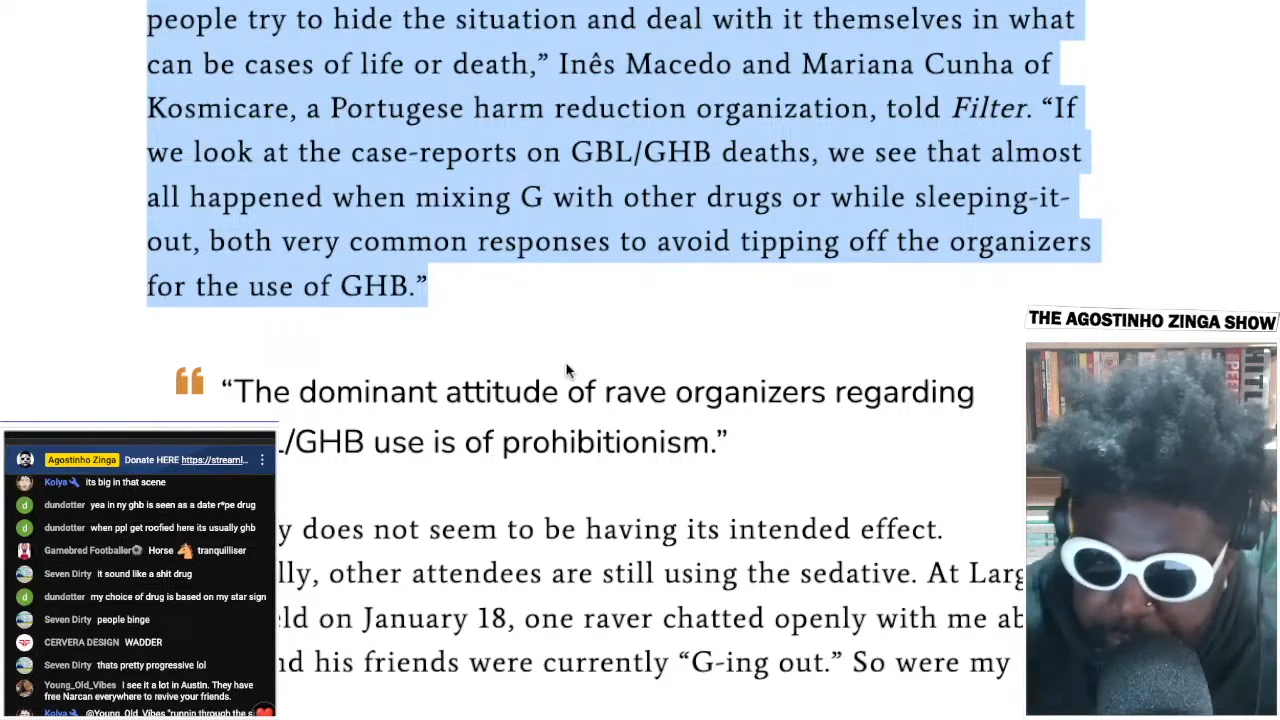 people try to hide the situation and deal with it themselves in what
can be cases of life or death,” Inês Macedo and Mariana Cunha of
Kosmicare, a Portugese harm reduction organization, told Filter. “If
we look at the case-reports on GBL/GHB deaths, we see that almost
all happened when mixing G with other drugs or while sleeping-it-
out, both very common responses to avoid tipping off the organizers
for the use of GHB.”
“The dominant attitude of rave organizers regarding
/GHB use is of prohibitionism.”
y does not seem to be having its intended effect.
lly, other attendees are still using the sedative. At Larg
eld on January 18, one raver chatted openly with me ab
nd his friends were currently “G-ing out.” So were my
THE AGOSTINHO ZINGA SHOW
Agostinho Zinga Donate HERE https://streaml...
Kolya its big in that scene
dundotter yea in ny ghb is seen as a date r*pe drug
dundotter when ppl get roofied here its usually ghb
Gamebred Footballer Horse tranquilliser
Seven Dirty it sound like a shit drug
dundotter my choice of drug is based on my star sign
Seven Dirty people binge
CERVERA DESIGN WADDER
Seven Dirty thats pretty progressive lol
Young_Old_Vibes I see it a lot in Austin. They have
free Narcan everywhere to revive your friends.
Kolya @Young_Old_Vibes "runnin through the s